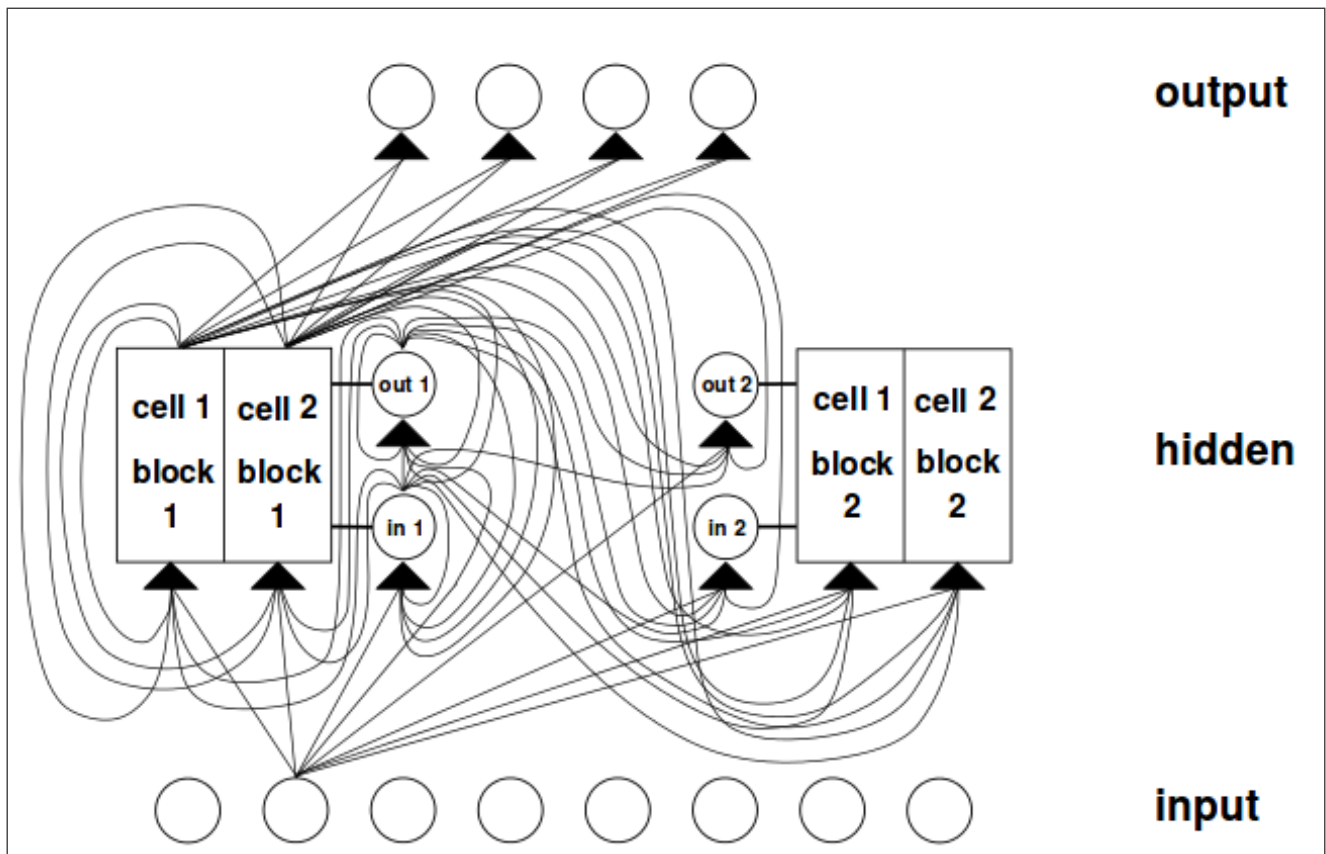 output
cell 1
block
1
cell 2
block
1
out 1
in 1
out 2
in 2
cell 1
block
2
cell 2
block
2
hidden
input